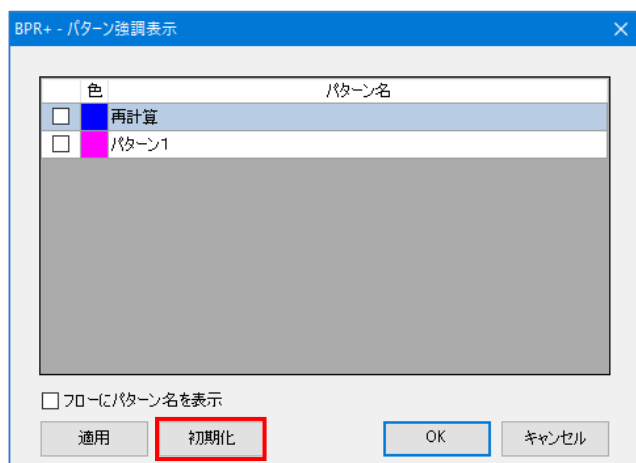 BPR+ - パターン強調表示
色 パターン名
再計算
パターン1
フローにパターン名を表示
適用 初期化 OK キャンセル